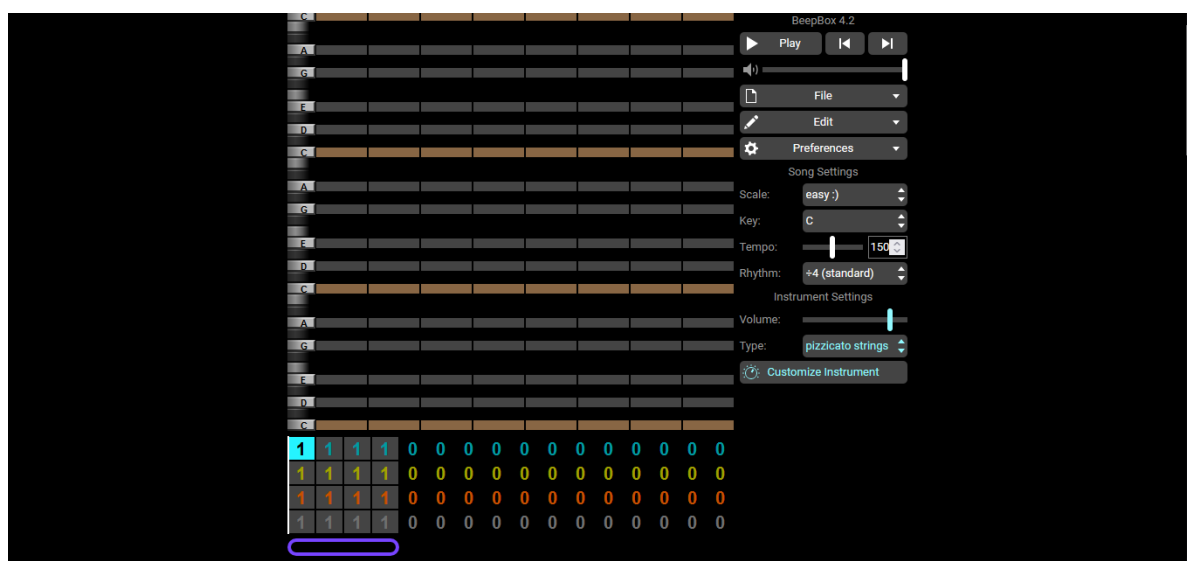 BeepBox 4.2
Play
File
Edit
Preferences
Song Settings
Scale: easy :)
Key: C
Tempo: 150
Rhythm: ÷4 (standard)
Instrument Settings
Volume:
Type: pizzicato strings
Customize Instrument
C
A
G
E
D
C
A
G
E
D
C
A
G
E
D
C
1 1 1 1 0 0 0 0 0 0 0 0 0 0 0 0
1 1 1 1 0 0 0 0 0 0 0 0 0 0 0 0
1 1 1 1 0 0 0 0 0 0 0 0 0 0 0 0
1 1 1 1 0 0 0 0 0 0 0 0 0 0 0 0